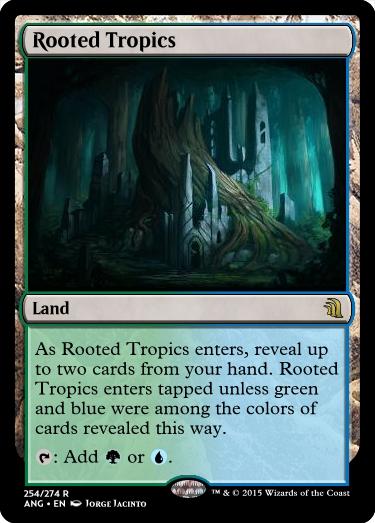 Rooted Tropics
Land
As Rooted Tropics enters, reveal up
to two cards from your hand. Rooted
Tropics enters tapped unless green
and blue were among the colors of
cards revealed this way.
: Add or .
254/274 R
ANG • EN Jorge Jacinto
™ & © 2015 Wizards of the Coast